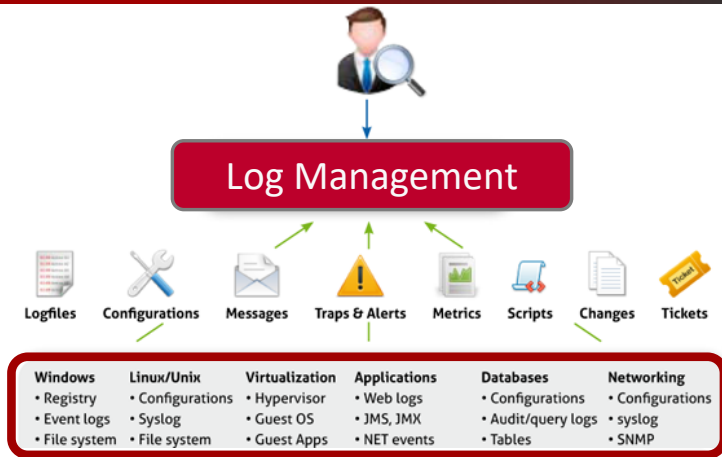 Log Management
Logfiles Configurations Messages Traps & Alerts Metrics Scripts Changes Tickets
Ticket
Windows Linux/Unix Virtualization Applications Databases Networking
• Registry • Configurations • Hypervisor • Web logs • Configurations • Configurations
• Event logs • Syslog • Guest OS • JMS, JMX • Audit/query logs • syslog
• File system • File system • Guest Apps • NET events • Tables • SNMP